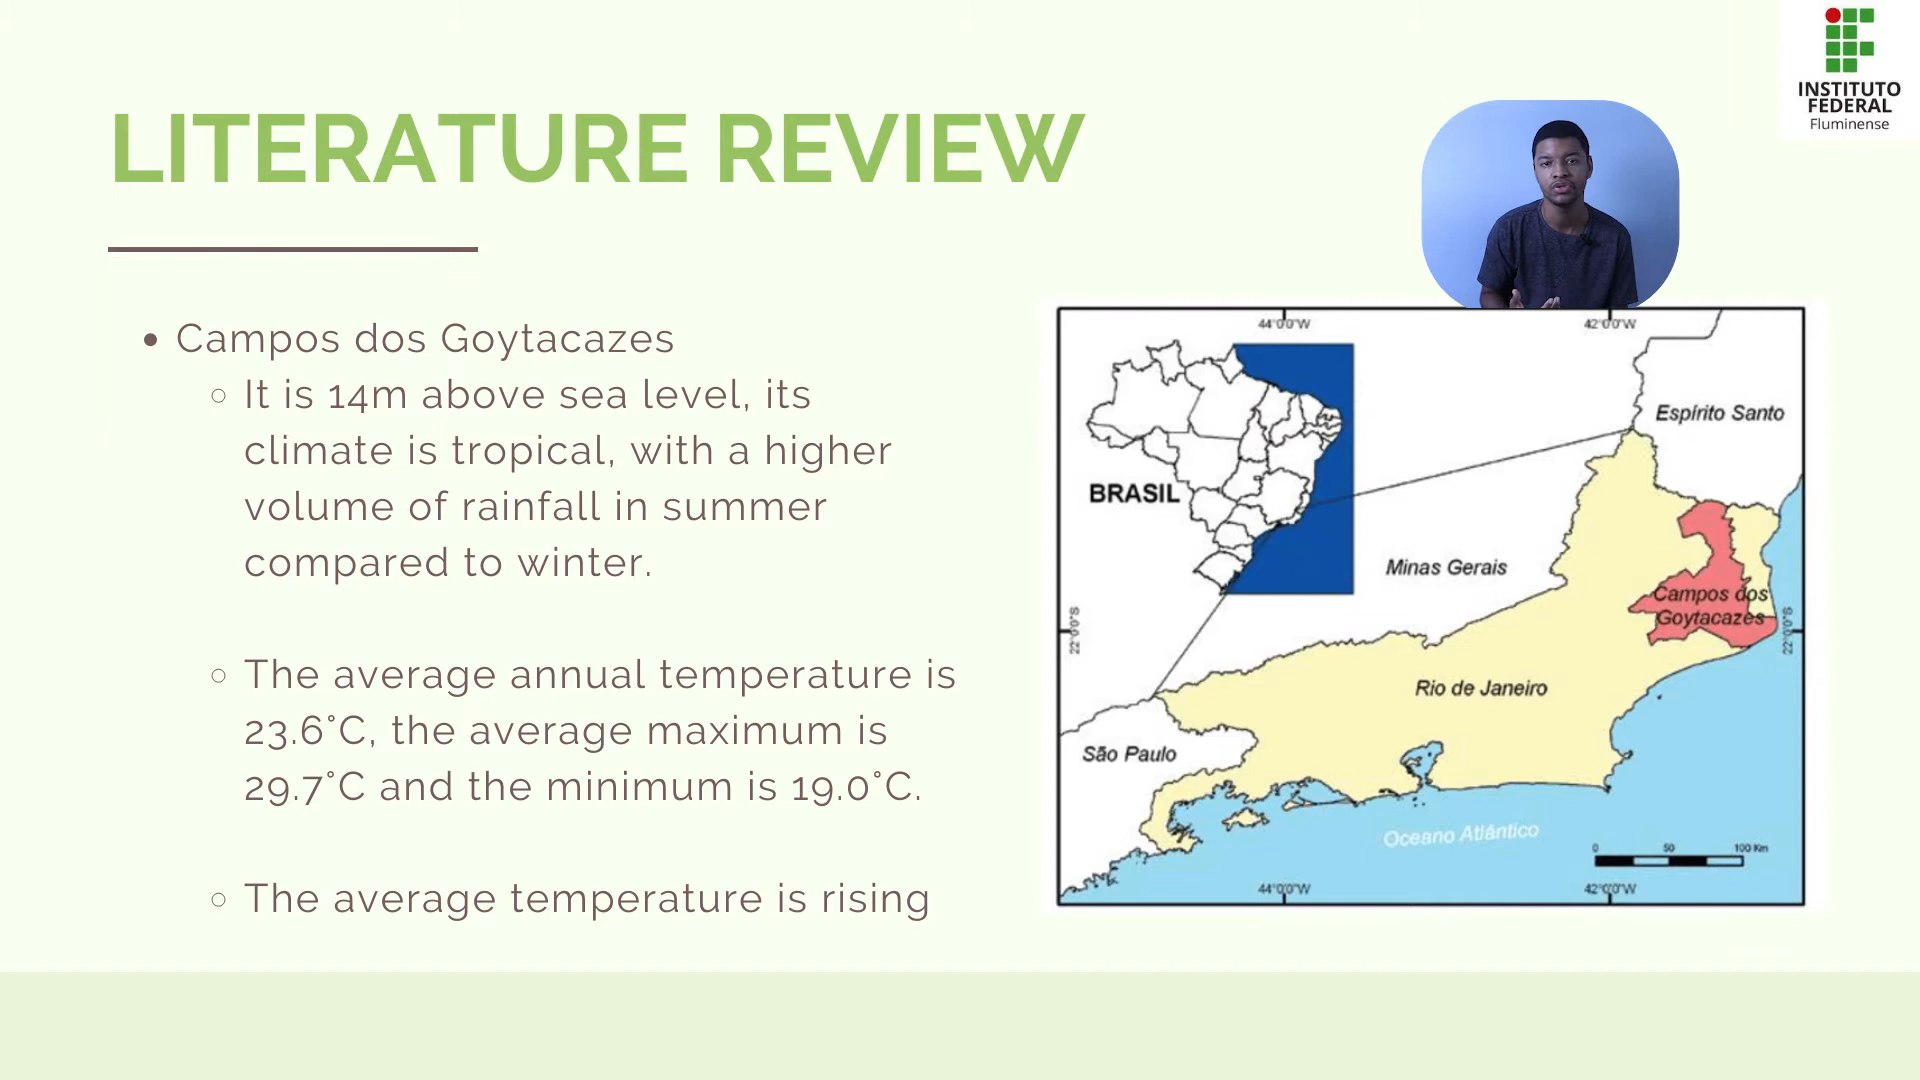 INSTITUTO
FEDERAL
Fluminense
LITERATURE REVIEW
Campos dos Goytacazes
It is 14m above sea level, its
climate is tropical, with a higher
volume of rainfall in summer
compared to winter.
The average annual temperature is
23.6°C, the average maximum is
29.7°C and the minimum is 19.0°C.
The average temperature is rising
44°0'0"W
42°0'0"W
Espírito Santo
BRASIL
Minas Gerais
Campos dos
Goytacazes
22°0'0"S
22°0'0"S
Rio de Janeiro
São Paulo
Oceano Atlântico
0 50 100 Km
44°0'0"W
42°0'0"W